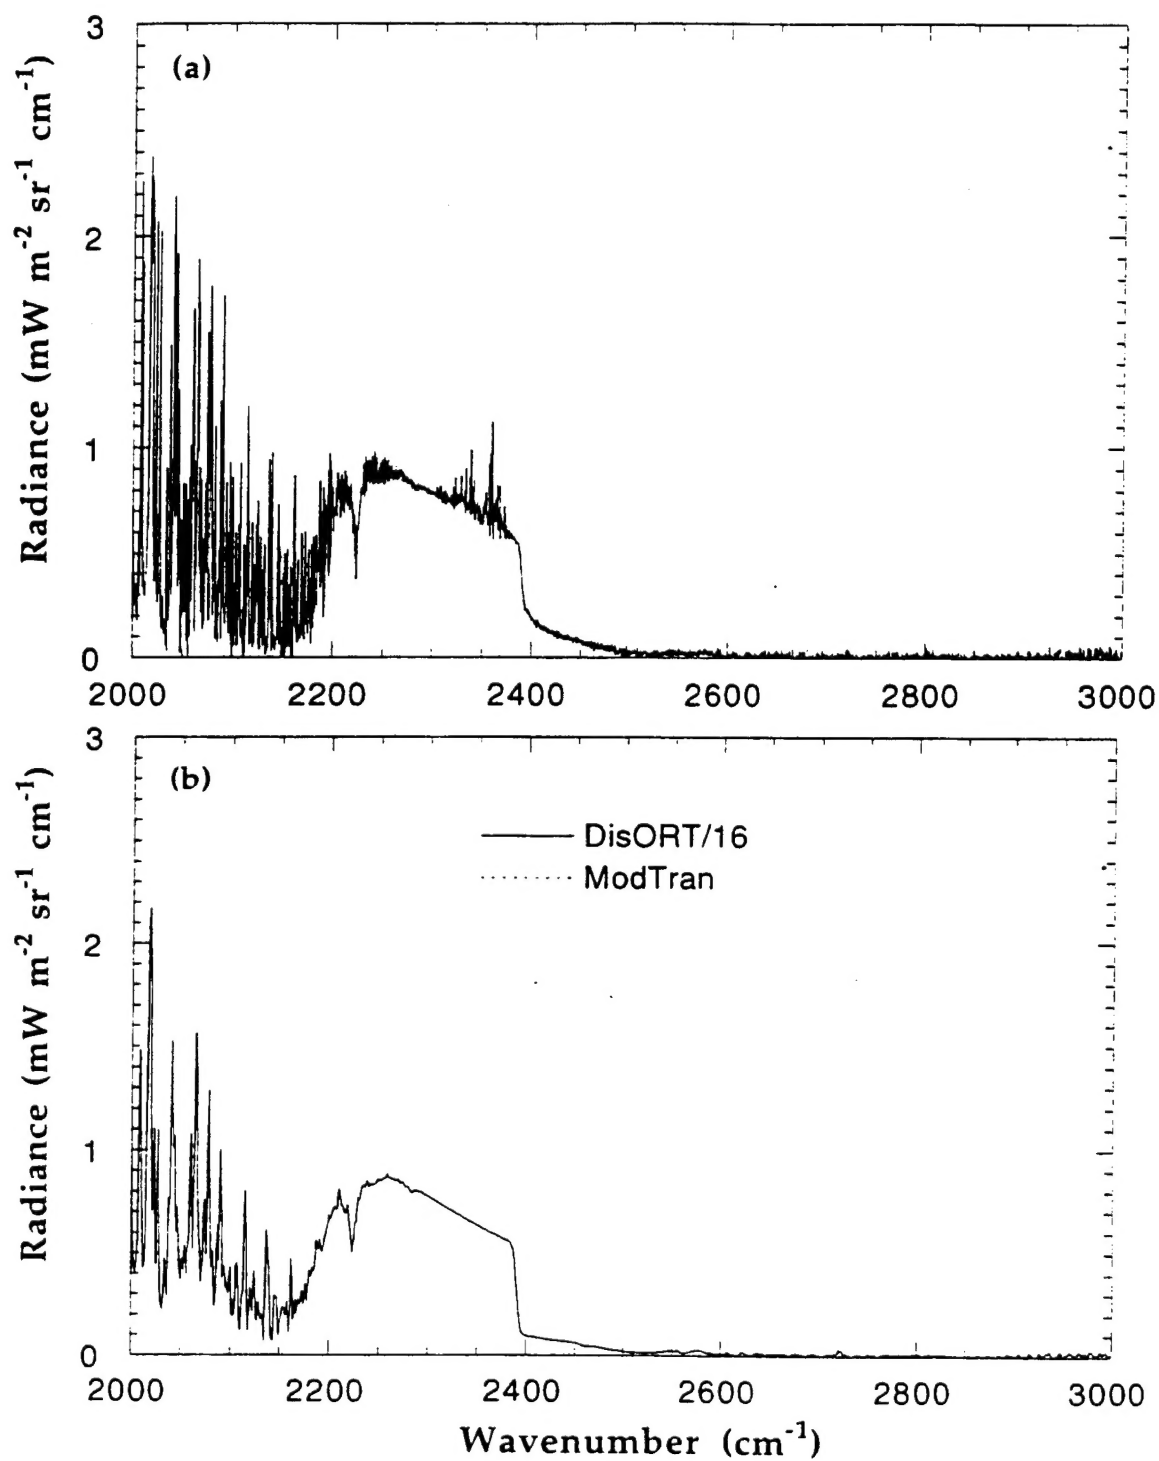 3
(a)
Radiance (mW m-2 sr-1 cm-1)
2
1
0
2000 2200 2400 2600 2800 3000
3
(b)
DisORT/16
ModTran
Radiance (mW m-2 sr-1 cm-1)
2
1
0
2000 2200 2400 2600 2800 3000
Wavenumber (cm-1)